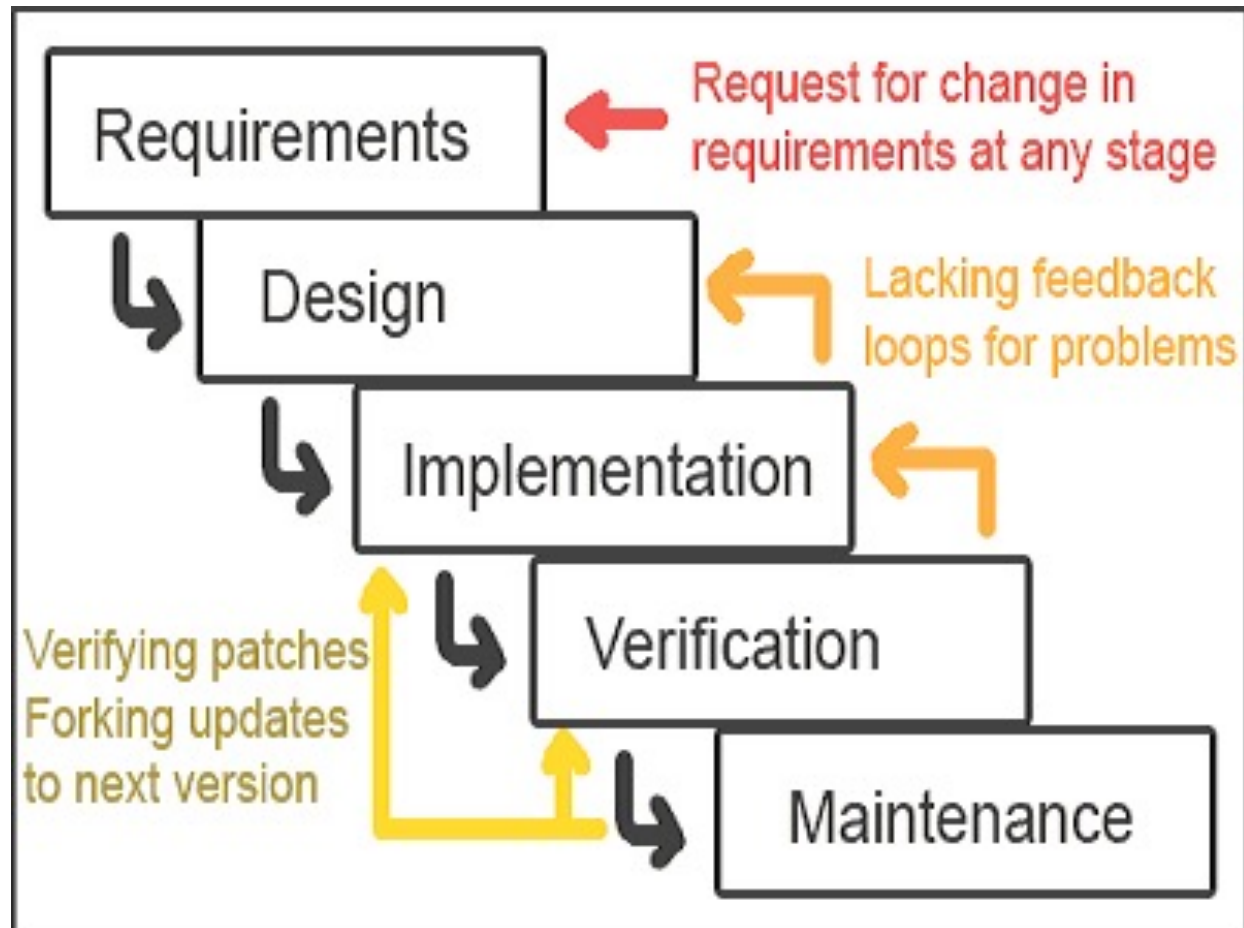 Requirements
Request for change in
requirements at any stage
Design
Lacking feedback
loops for problems
Implementation
Verification
Verifying patches
Forking updates
to next version
Maintenance